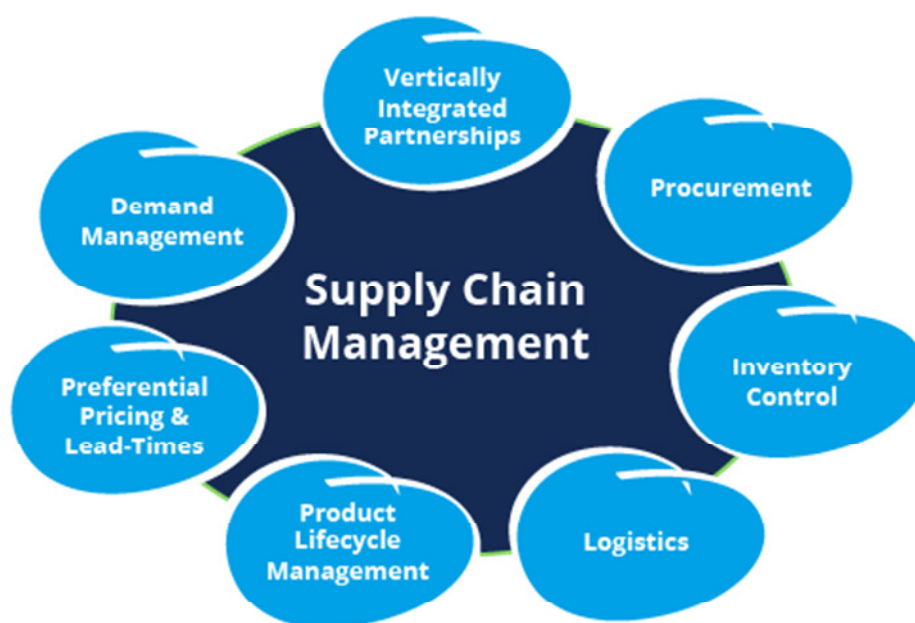 Vertically
Integrated
Partnerships
Procurement
Inventory
Control
Logistics
Product
Lifecycle
Management
Preferential
Pricing &
Lead-Times
Demand
Management
Supply Chain
Management